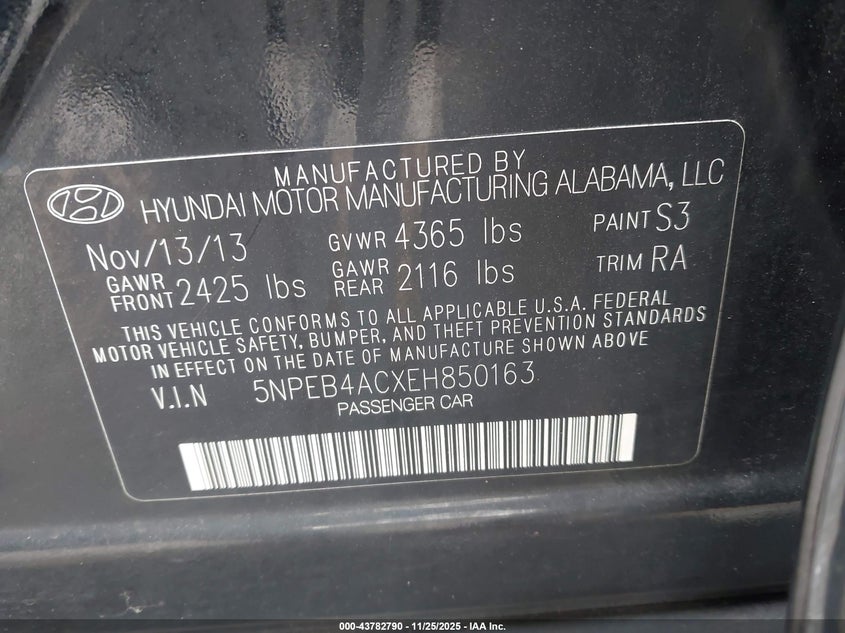 MANUFACTURED BY
HYUNDAI MOTOR MANUFACTURING ALABAMA, LLC
Nov/13/13 GVWR 4365 lbs PAINT S3
GAWR FRONT 2425 lbs GAWR REAR 2116 lbs TRIM RA
THIS VEHICLE CONFORMS TO ALL APPLICABLE U.S.A. FEDERAL
MOTOR VEHICLE SAFETY, BUMPER, AND THEFT PREVENTION STANDARDS
IN EFFECT ON THE DATE OF MANUFACTURE SHOWN ABOVE
V.I.N 5NPEB4ACXEH850163
PASSENGER CAR
000-43782790 - 11/25/2025 - IAA Inc.